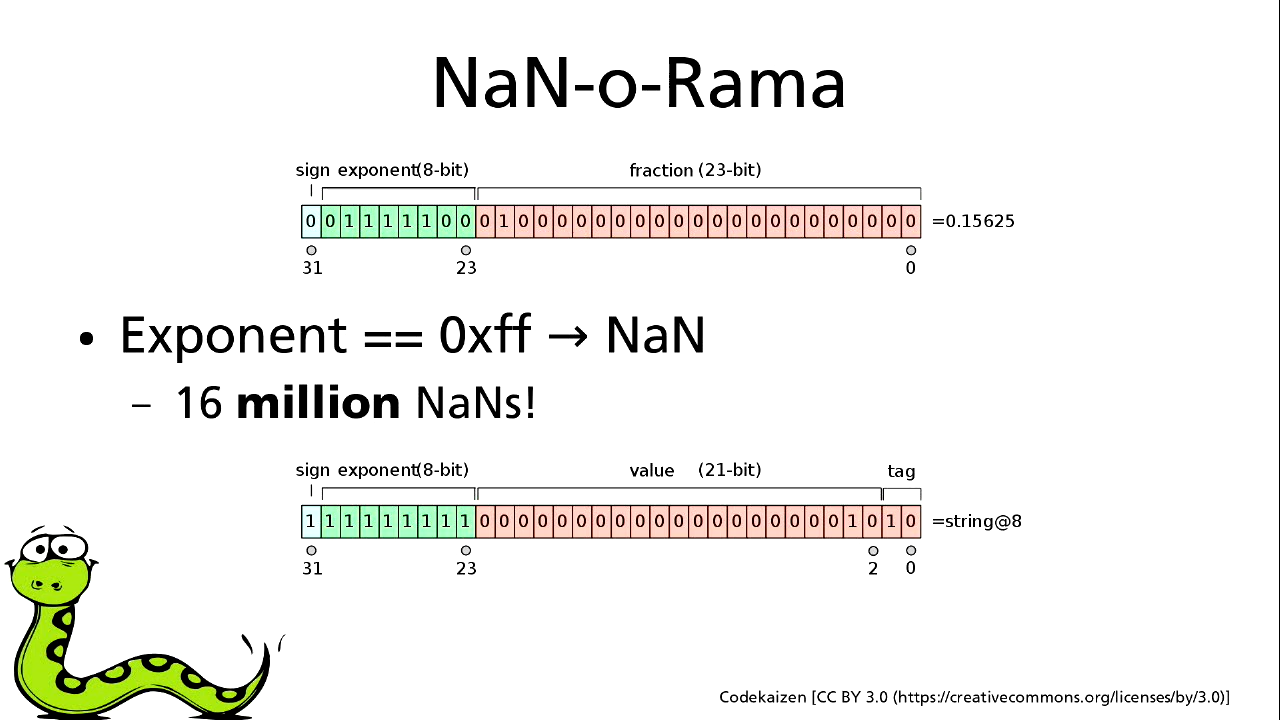 NaN-o-Rama
sign exponent(8-bit) fraction (23-bit)
0 0 1 1 1 1 1 0 0 0 1 0 0 0 0 0 0 0 0 0 0 0 0 0 0 0 0 0 0 0 0 0 =0.15625
31 23 0
• Exponent == 0xff → NaN
– 16 million NaNs!
sign exponent(8-bit) value (21-bit) tag
1 1 1 1 1 1 1 1 1 0 0 0 0 0 0 0 0 0 0 0 0 0 0 0 0 0 0 0 1 0 1 0 =string@8
31 23 2 0
Codekaizen [CC BY 3.0 (https://creativecommons.org/licenses/by/3.0)]